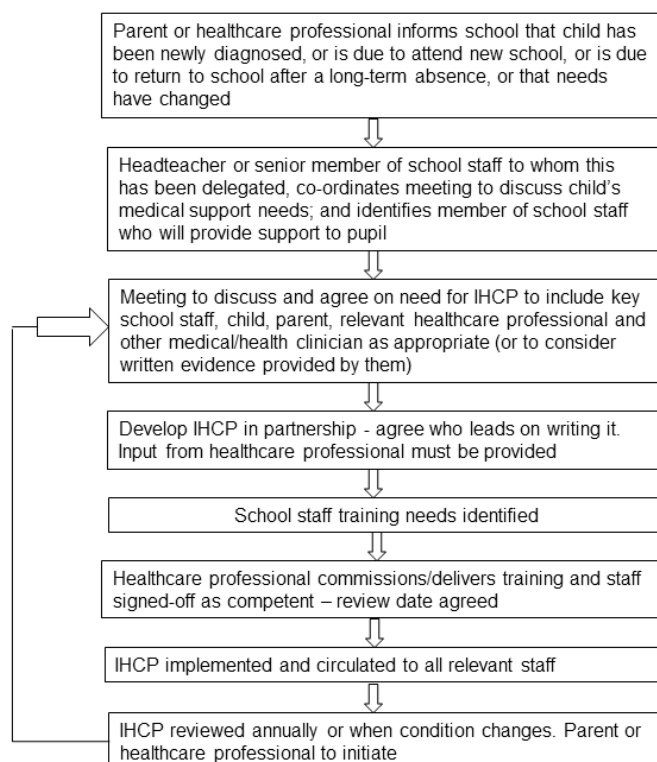 Parent or healthcare professional informs school that child has
been newly diagnosed, or is due to attend new school, or is due
to return to school after a long-term absence, or that needs
have changed
Headteacher or senior member of school staff to whom this
has been delegated, co-ordinates meeting to discuss child's
medical support needs; and identifies member of school staff
who will provide support to pupil
Meeting to discuss and agree on need for IHCP to include key
school staff, child, parent, relevant healthcare professional and
other medical/health clinician as appropriate (or to consider
written evidence provided by them)
Develop IHCP in partnership - agree who leads on writing it.
Input from healthcare professional must be provided
School staff training needs identified
Healthcare professional commissions/delivers training and staff
signed-off as competent – review date agreed
IHCP implemented and circulated to all relevant staff
IHCP reviewed annually or when condition changes. Parent or
healthcare professional to initiate